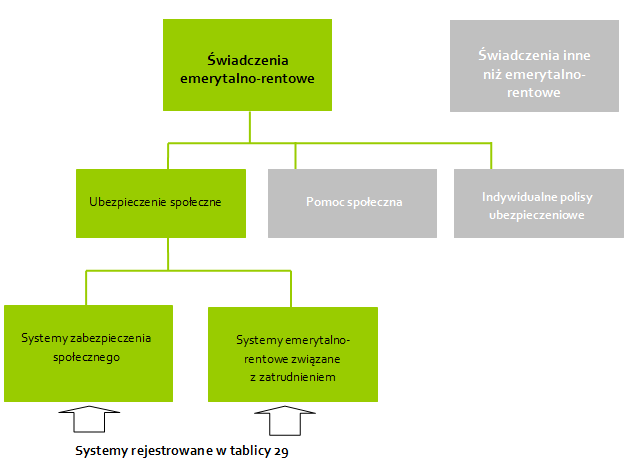 Świadczenia
emerytalno-rentowe
Świadczenia inne
niż emerytalno-
rentowe
Ubezpieczenie społeczne
Pomoc społeczna
Indywidualne polisy
ubezpieczeniowe
Systemy zabezpieczenia
społecznego
Systemy emerytalno-
rentowe związane
z zatrudnieniem
Systemy rejestrowane w tablicy 29